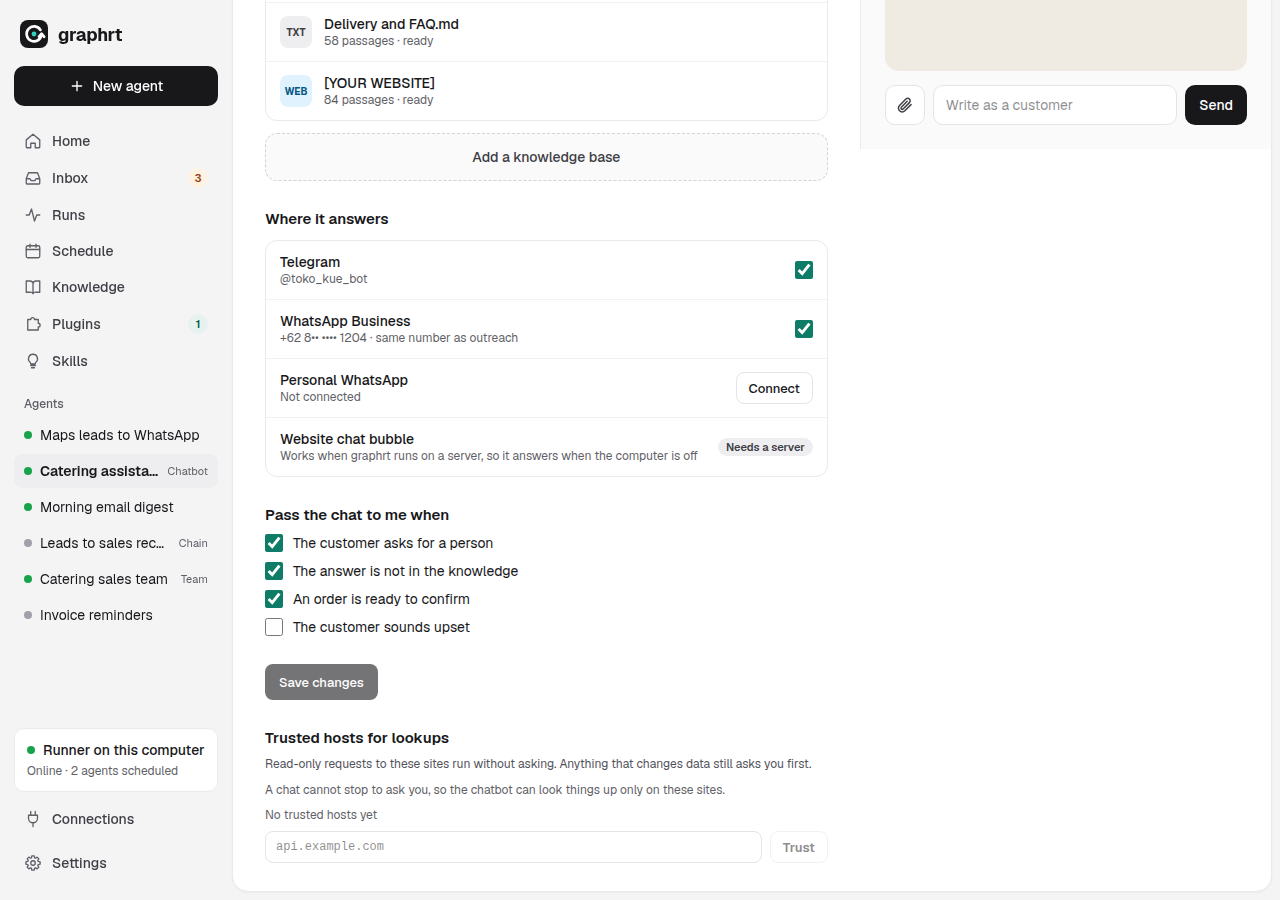 graphrt
New agent
Home
Inbox 3
Runs
Schedule
Knowledge
Plugins 1
Skills
Agents
Maps leads to WhatsApp
Catering assista... Chatbot
Morning email digest
Leads to sales rec... Chain
Catering sales team Team
Invoice reminders
Runner on this computer
Online · 2 agents scheduled
Connections
Settings
TXT
Delivery and FAQ.md
58 passages · ready
WEB
[YOUR WEBSITE]
84 passages · ready
Add a knowledge base
Where it answers
Telegram
@toko_kue_bot
WhatsApp Business
+62 8•• •••• 1204 · same number as outreach
Personal WhatsApp
Not connected
Connect
Website chat bubble
Works when graphrt runs on a server, so it answers when the computer is off
Needs a server
Pass the chat to me when
The customer asks for a person
The answer is not in the knowledge
An order is ready to confirm
The customer sounds upset
Save changes
Trusted hosts for lookups
Read-only requests to these sites run without asking. Anything that changes data still asks you first.
A chat cannot stop to ask you, so the chatbot can look things up only on these sites.
No trusted hosts yet
api.example.com
Trust
Write as a customer
Send